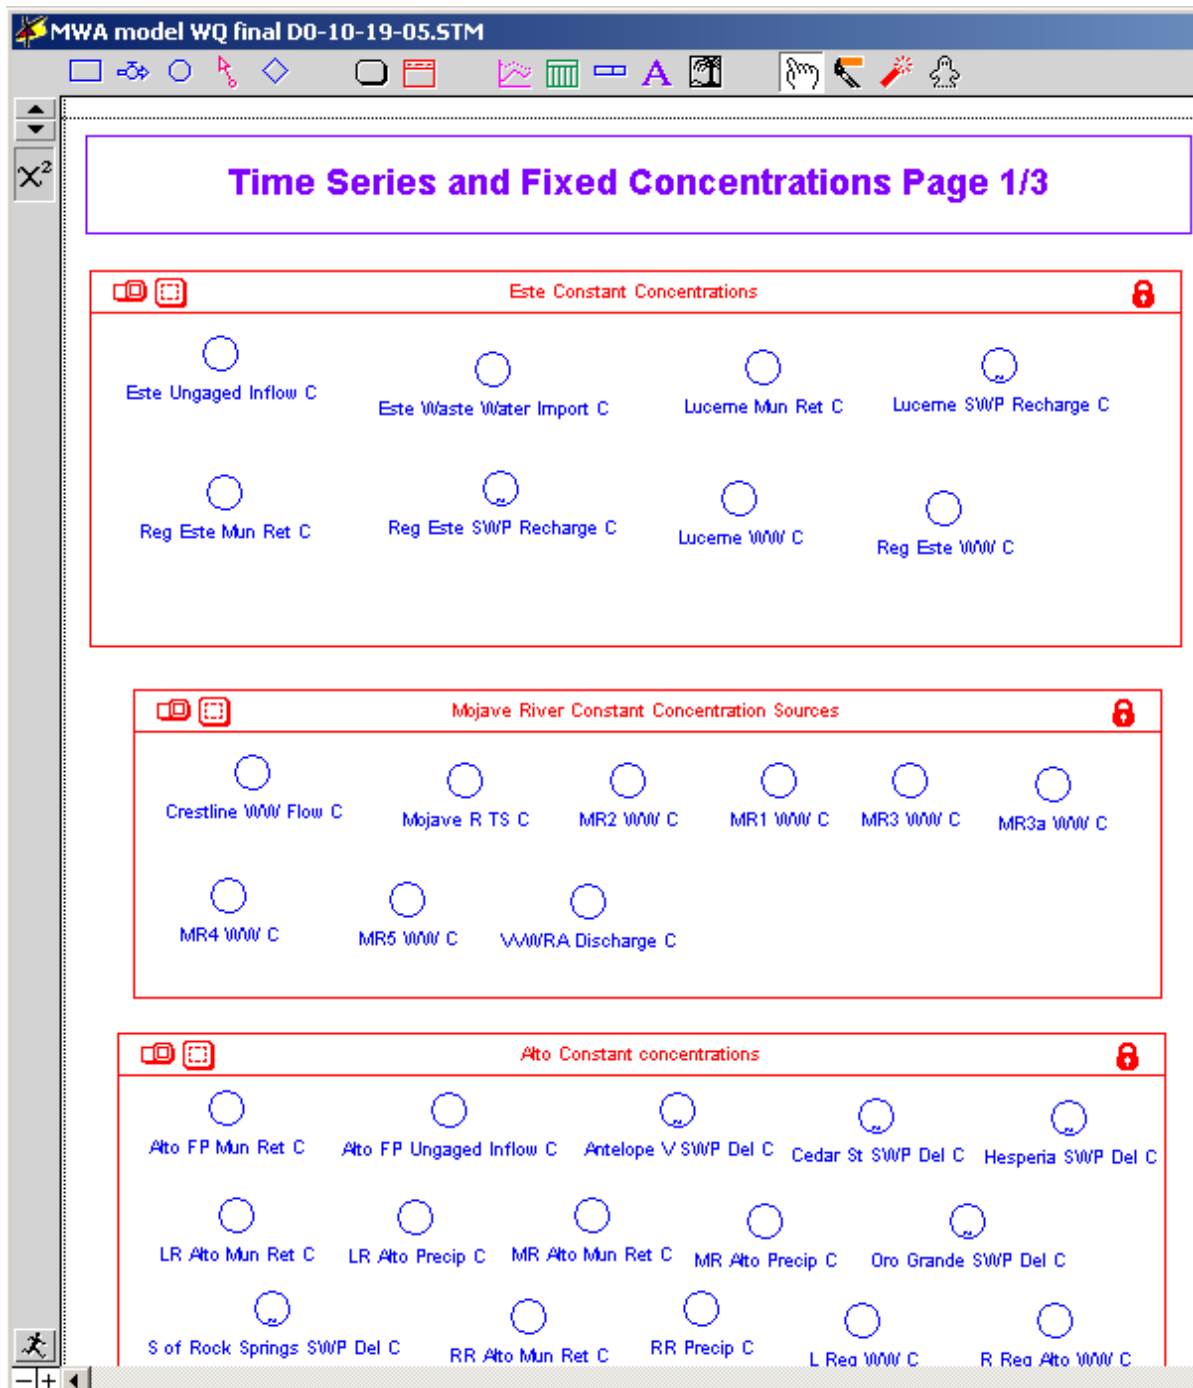 MWA model WQ final D0-10-19-05.STM
A
X²
Time Series and Fixed Concentrations Page 1/3
Este Constant Concentrations
Este Ungaged Inflow C
Este Waste Water Import C
Lucerne Mun Ret C
Lucerne SWP Recharge C
Reg Este Mun Ret C
Reg Este SWP Recharge C
Lucerne WW C
Reg Este WW C
Mojave River Constant Concentration Sources
Crestline WW Flow C
Mojave R TS C
MR2 WW C
MR1 WW C
MR3 WW C
MR3a WW C
MR4 WW C
MR5 WW C
VVWRA Discharge C
Alto Constant concentrations
Alto FP Mun Ret C
Alto FP Ungaged Inflow C
Antelope V SWP Del C
Cedar St SWP Del C
Hesperia SWP Del C
LR Alto Mun Ret C
LR Alto Precip C
MR Alto Mun Ret C
MR Alto Precip C
Oro Grande SWP Del C
S of Rock Springs SWP Del C
RR Alto Mun Ret C
RR Precip C
L Reg WW C
R Reg Alto WW C